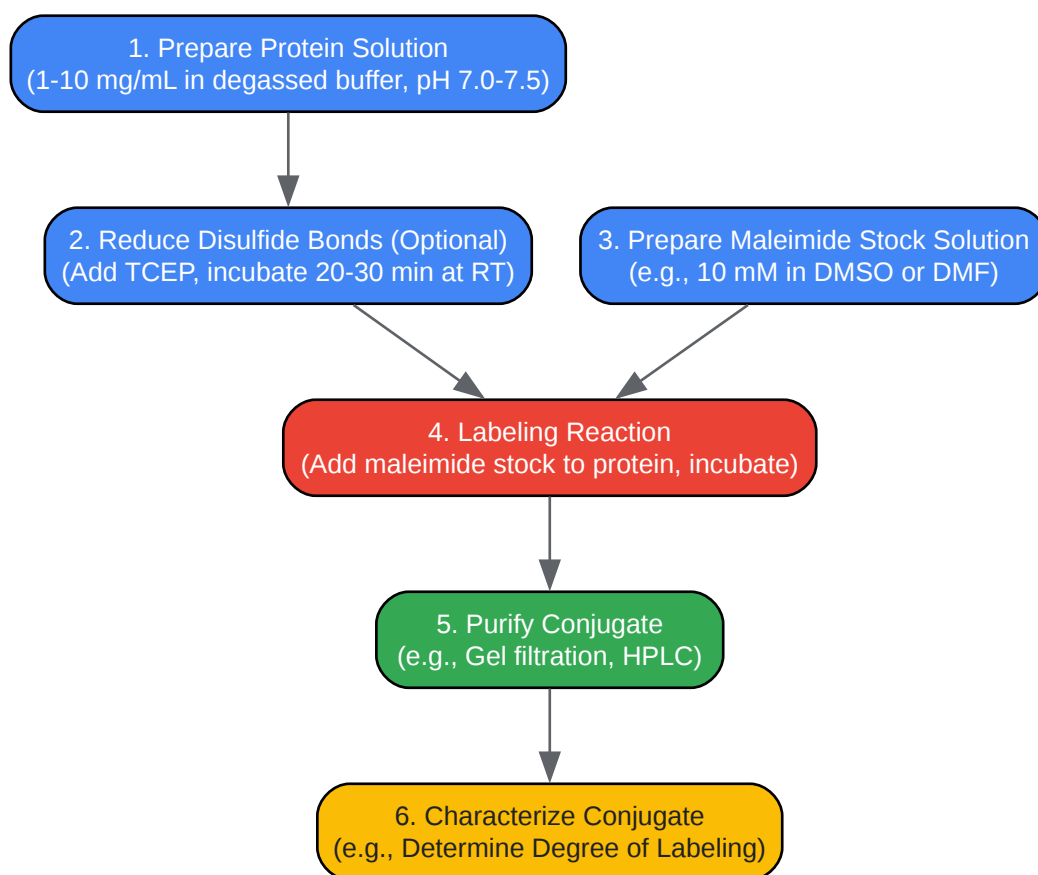 1. Prepare Protein Solution
(1-10 mg/mL in degassed buffer, pH 7.0-7.5)
2. Reduce Disulfide Bonds (Optional)
(Add TCEP, incubate 20-30 min at RT)
3. Prepare Maleimide Stock Solution
(e.g., 10 mM in DMSO or DMF)
4. Labeling Reaction
(Add maleimide stock to protein, incubate)
5. Purify Conjugate
(e.g., Gel filtration, HPLC)
6. Characterize Conjugate
(e.g., Determine Degree of Labeling)